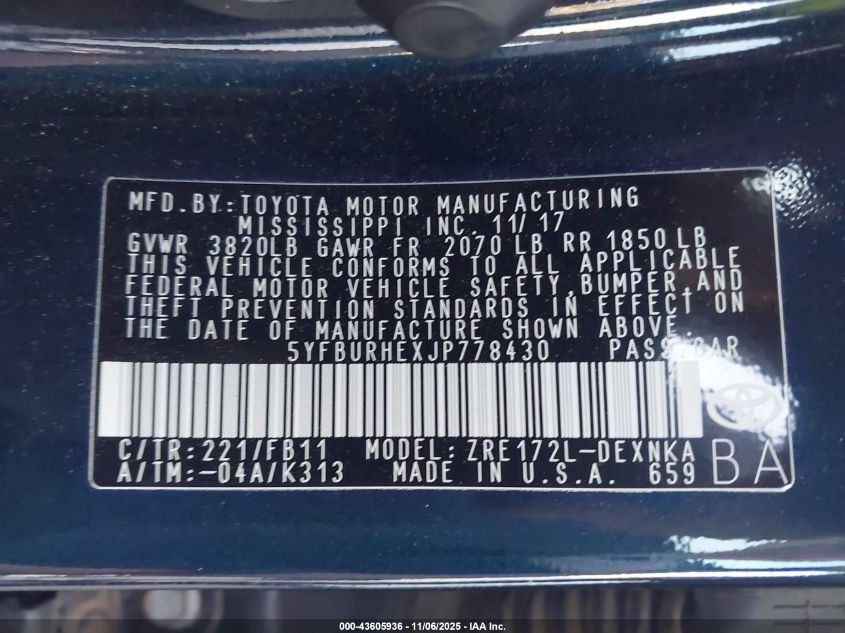 MFD.BY:TOYOTA MOTOR MANUFACTURING
MISSISSIPPI INC. 11/17
GVWR 3820LB GAWR FR 2070 LB RR 1850LB
THIS VEHICLE CONFORMS TO ALL APPLICABLE
FEDERAL MOTOR VEHICLE SAFETY,BUMPER,AND
THEFT PREVENTION STANDARDS IN EFFECT ON
THE DATE OF MANUFACTURE SHOWN ABOVE.
5YFBURHEXJP778430 PASS CAR
C/TR:221/FB11 MODEL:ZRE172L-DEXNKA
A/TM:-04A/K313 MADE IN U.S.A. 659
BA
000-43605936 - 11/06/2025 - IAA Inc.